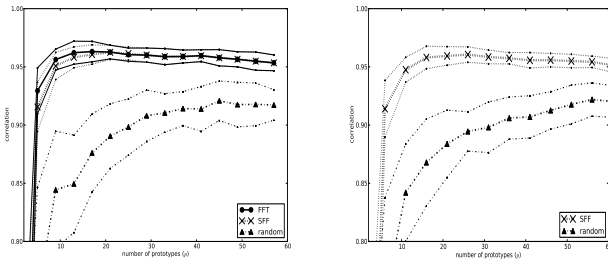 1.00
0.95
0.90
0.85
0.80
correlation
0 10 20 30 40 50 60
number of prototypes (p)
FFT
SFF
random
1.00
0.95
0.90
0.85
0.80
correlation
0 10 20 30 40 50 60
number of prototypes (p)
SFF
random